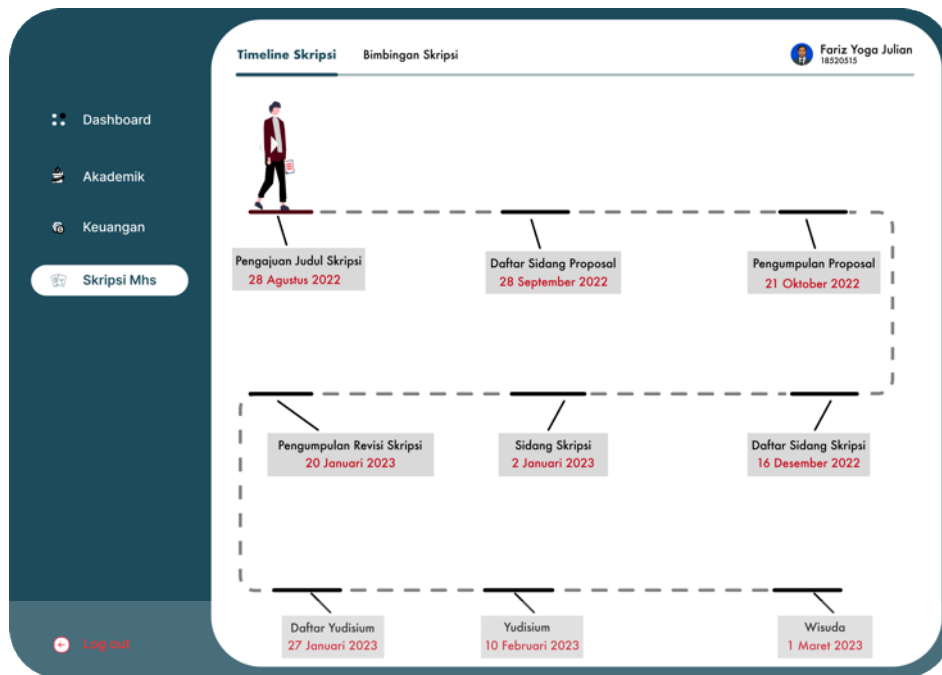 Timeline Skripsi
Bimbingan Skripsi
Fariz Yoga Julian
18520515
Dashboard
Akademik
Keuangan
Skripsi Mhs
Log out
Pengajuan Judul Skripsi
28 Agustus 2022
Daftar Sidang Proposal
28 September 2022
Pengumpulan Proposal
21 Oktober 2022
Daftar Sidang Skripsi
16 Desember 2022
Sidang Skripsi
2 Januari 2023
Pengumpulan Revisi Skripsi
20 Januari 2023
Daftar Yudisium
27 Januari 2023
Yudisium
10 Februari 2023
Wisuda
1 Maret 2023